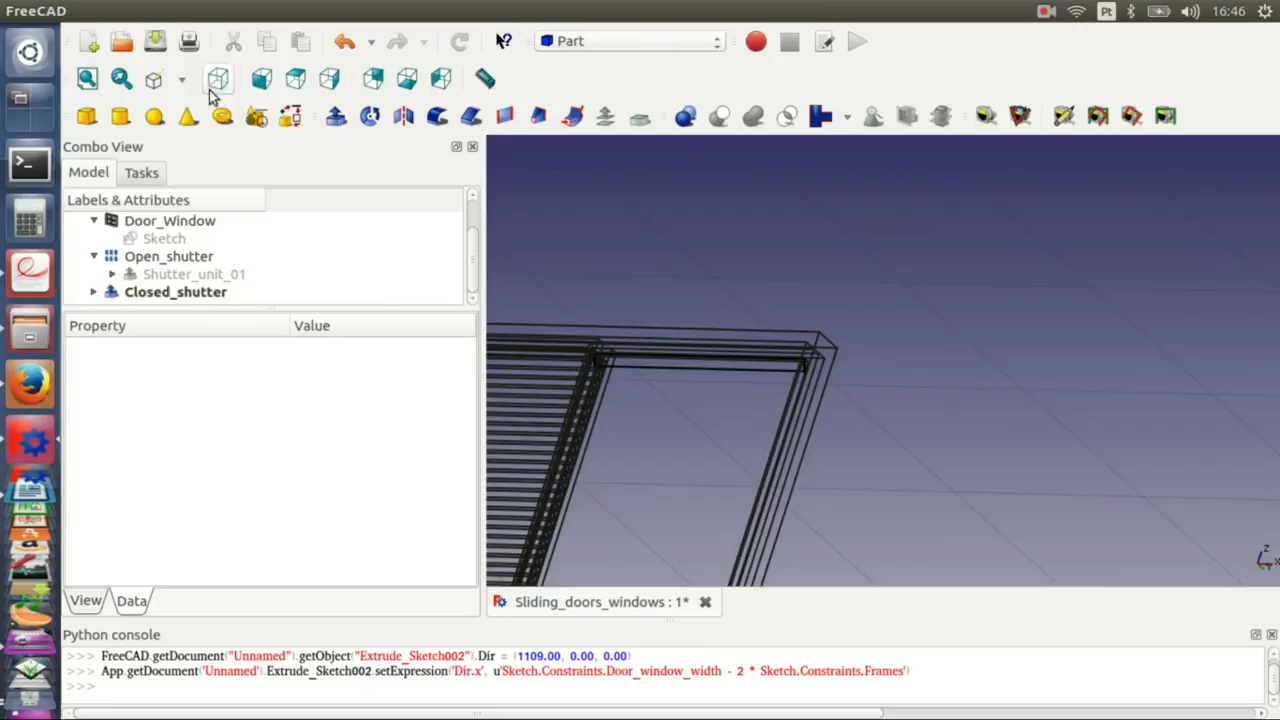 FreeCAD
Pt
16:46
Part
Combo View
Model
Tasks
Labels & Attributes
Door_Window
Sketch
Open_shutter
Shutter_unit_01
Closed_shutter
Property
Value
View
Data
Sliding_doors_windows : 1*
z
x
Python console
>>> FreeCAD.getDocument("Unnamed").getObject("Extrude_Sketch002").Dir = (1109.00, 0.00, 0.00)
>>> App.getDocument('Unnamed').Extrude_Sketch002.setExpression('Dir.x', u'Sketch.Constraints.Door_window_width - 2 * Sketch.Constraints.Frames')
>>>